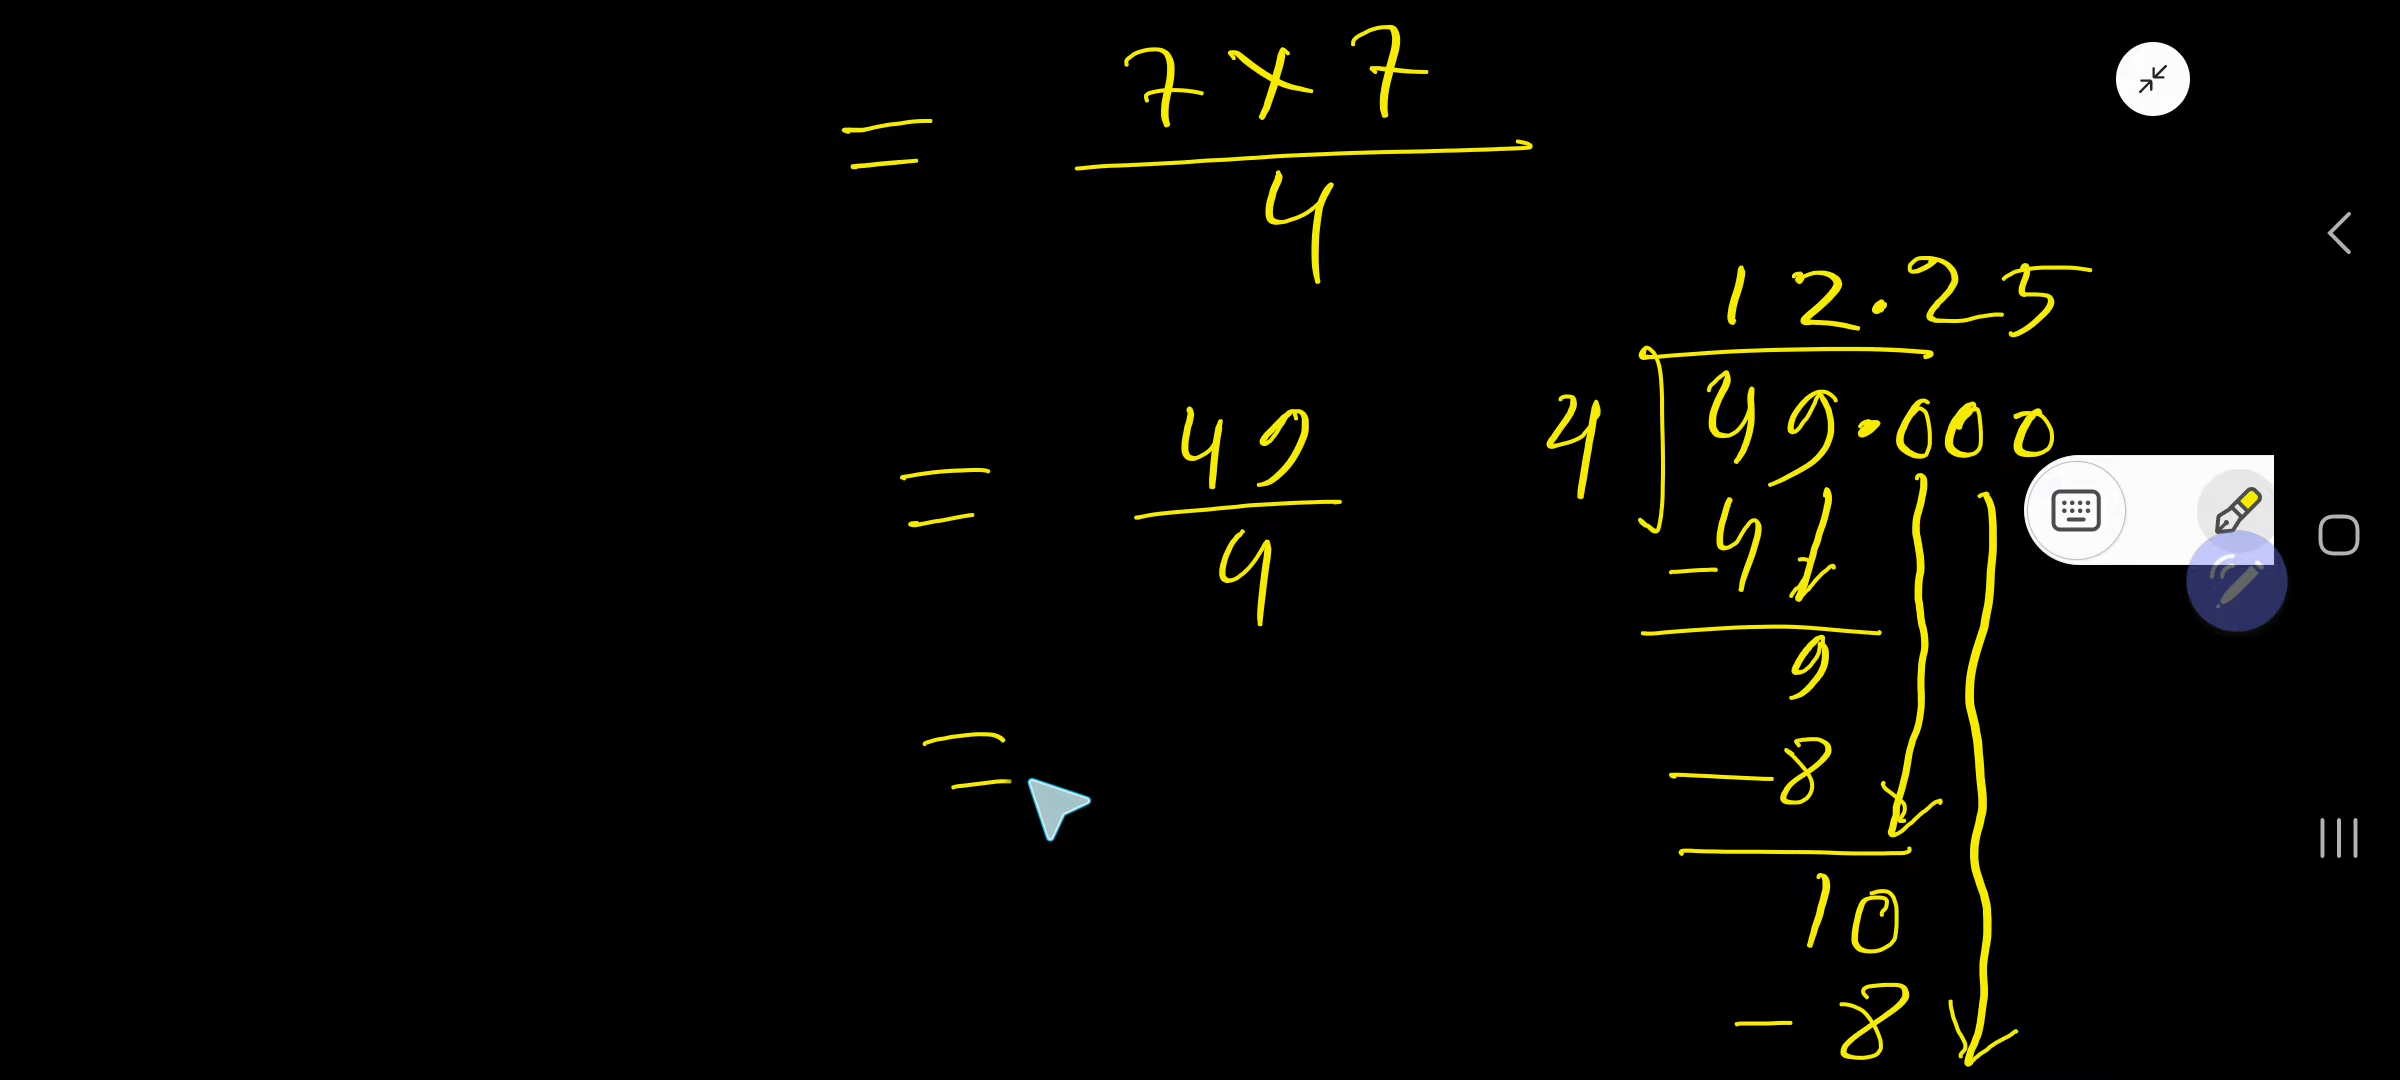 = 7 × 7
4
12.25
= 49 4 49.000
4 - 4↓
9
= - 8
10
- 8